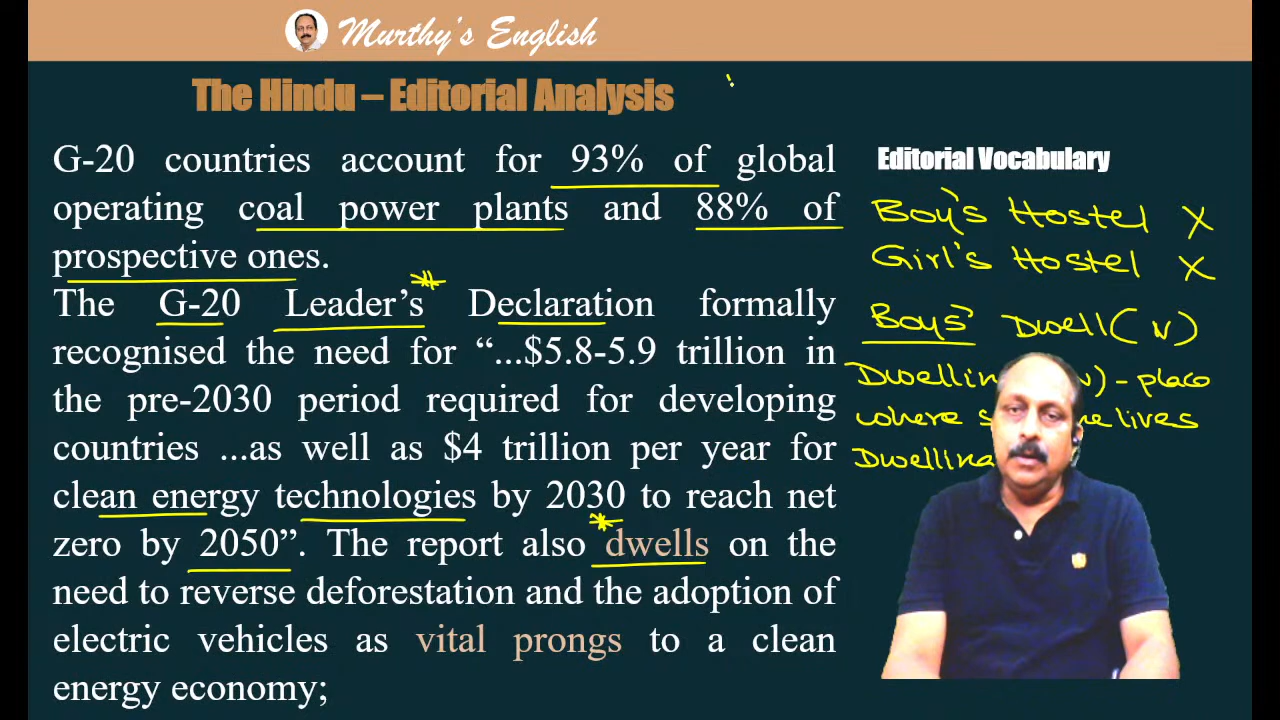 Murthy's English
The Hindu – Editorial Analysis
G-20 countries account for 93% of global
operating coal power plants and 88% of
prospective ones.
The G-20 Leader's Declaration formally
recognised the need for “...$5.8-5.9 trillion in
the pre-2030 period required for developing
countries ...as well as $4 trillion per year for
clean energy technologies by 2030 to reach net
zero by 2050”. The report also dwells on the
need to reverse deforestation and the adoption of
electric vehicles as vital prongs to a clean
energy economy;
Editorial Vocabulary
Boy's Hostel X
Girl's Hostel X
Boys' Dwell(v)
– place
where lives